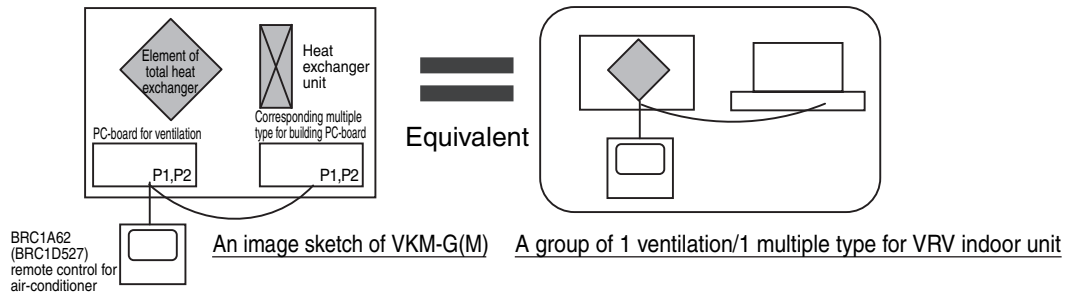 Element of
total heat
exchanger
Heat
exchanger
unit
PC-board for ventilation
Corresponding multiple
type for building PC-board
P1,P2
P1,P2
Equivalent
BRC1A62
(BRC1D527)
remote control for
air-conditioner
An image sketch of VKM-G(M)
A group of 1 ventilation/1 multiple type for VRV indoor unit